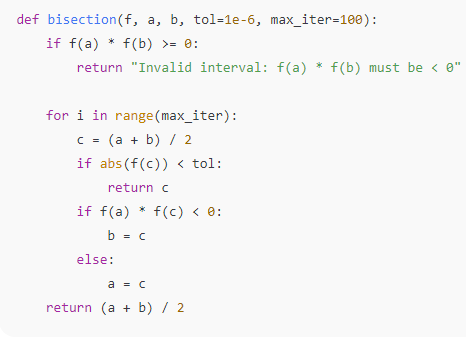 def bisection(f, a, b, tol=1e-6, max_iter=100):
    if f(a) * f(b) >= 0:
        return "Invalid interval: f(a) * f(b) must be < 0"

    for i in range(max_iter):
        c = (a + b) / 2
        if abs(f(c)) < tol:
            return c
        if f(a) * f(c) < 0:
            b = c
        else:
            a = c
    return (a + b) / 2